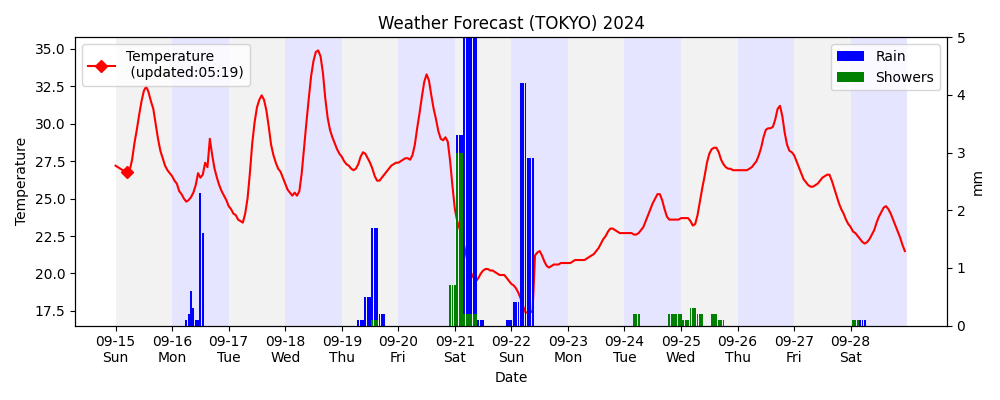 Weather Forecast (TOKYO) 2024
Temperature
(updated:05:19)
Rain
Showers
Temperature
35.0
32.5
30.0
27.5
25.0
22.5
20.0
17.5
mm
5
4
3
2
1
0
09-15 09-16 09-17 09-18 09-19 09-20 09-21 09-22 09-23 09-24 09-25 09-26 09-27 09-28
Sun Mon Tue Wed Thu Fri Sat Sun Mon Tue Wed Thu Fri Sat
Date